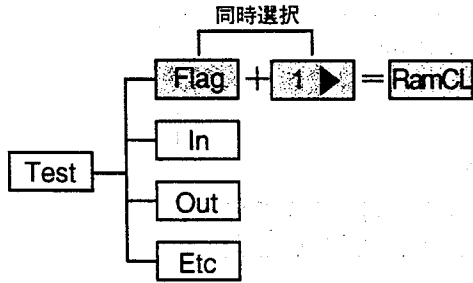 同時選択
Flag + 1 ▶ = RamCL
In
Test
Out
Etc